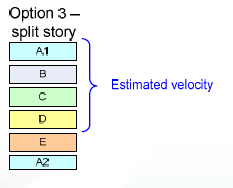 Option 3 –
split story
A1
B
C
D
E
A2
Estimated velocity